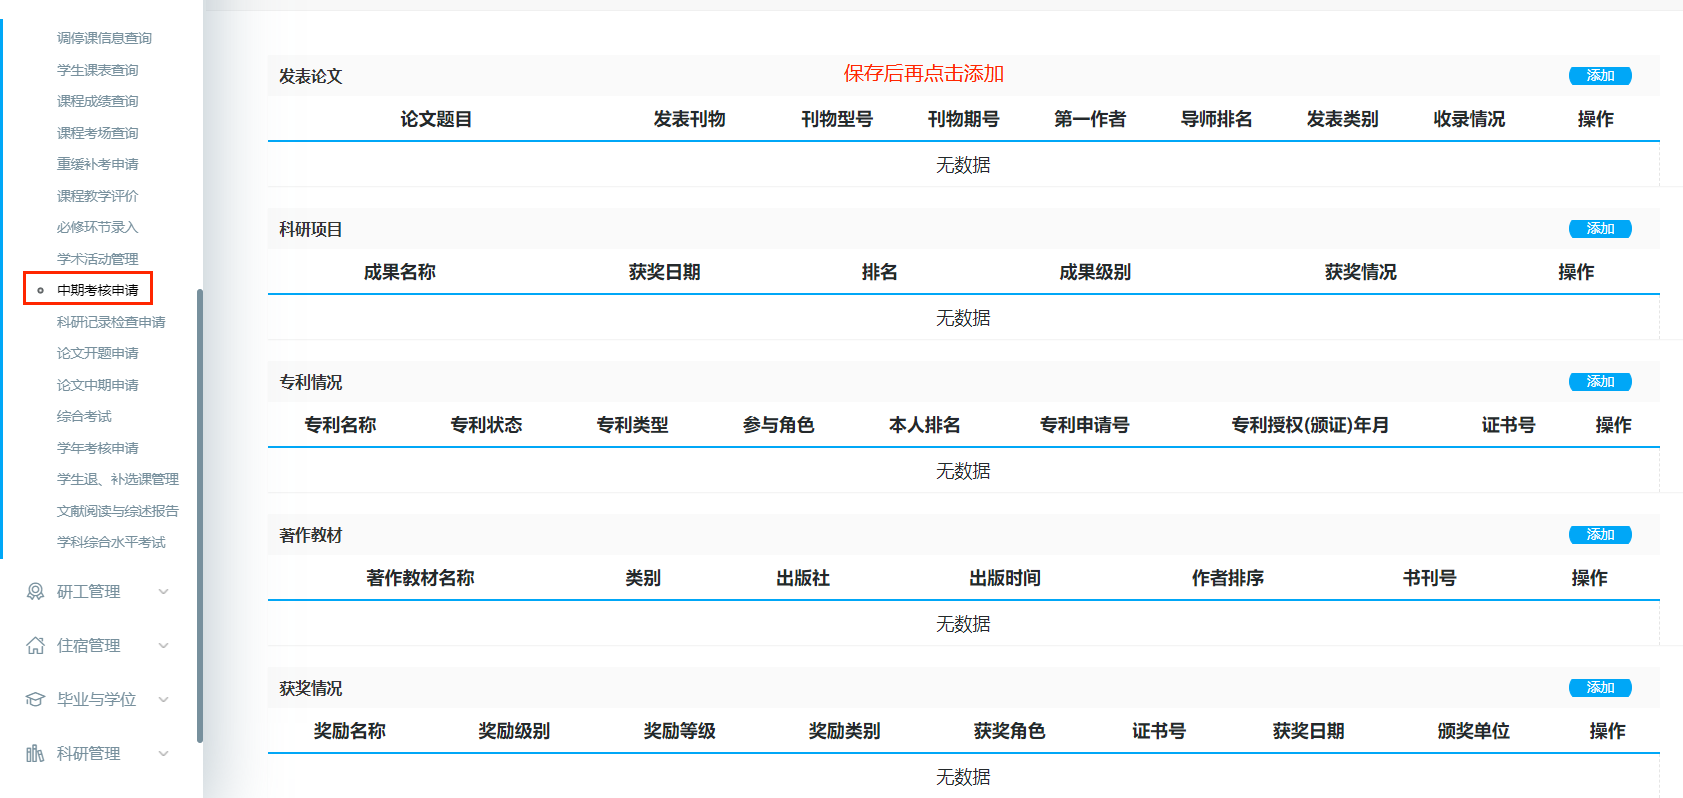 调停课信息查询
学生课表查询
课程成绩查询
课程考场查询
重缓补考申请
课程教学评价
必修环节录入
学术活动管理
中期考核申请
科研记录检查申请
论文开题申请
论文中期申请
综合考试
学年考核申请
学生退、补选课管理
文献阅读与综述报告
学科综合水平考试
研工管理
住宿管理
毕业与学位
科研管理
发表论文 保存后再点击添加 添加
论文题目 发表刊物 刊物型号 刊物期号 第一作者 导师排名 发表类别 收录情况 操作
无数据
科研项目 添加
成果名称 获奖日期 排名 成果级别 获奖情况 操作
无数据
专利情况 添加
专利名称 专利状态 专利类型 参与角色 本人排名 专利申请号 专利授权(颁证)年月 证书号 操作
无数据
著作教材 添加
著作教材名称 类别 出版社 出版时间 作者排序 书刊号 操作
无数据
获奖情况 添加
奖励名称 奖励级别 奖励等级 奖励类别 获奖角色 证书号 获奖日期 颁奖单位 操作
无数据